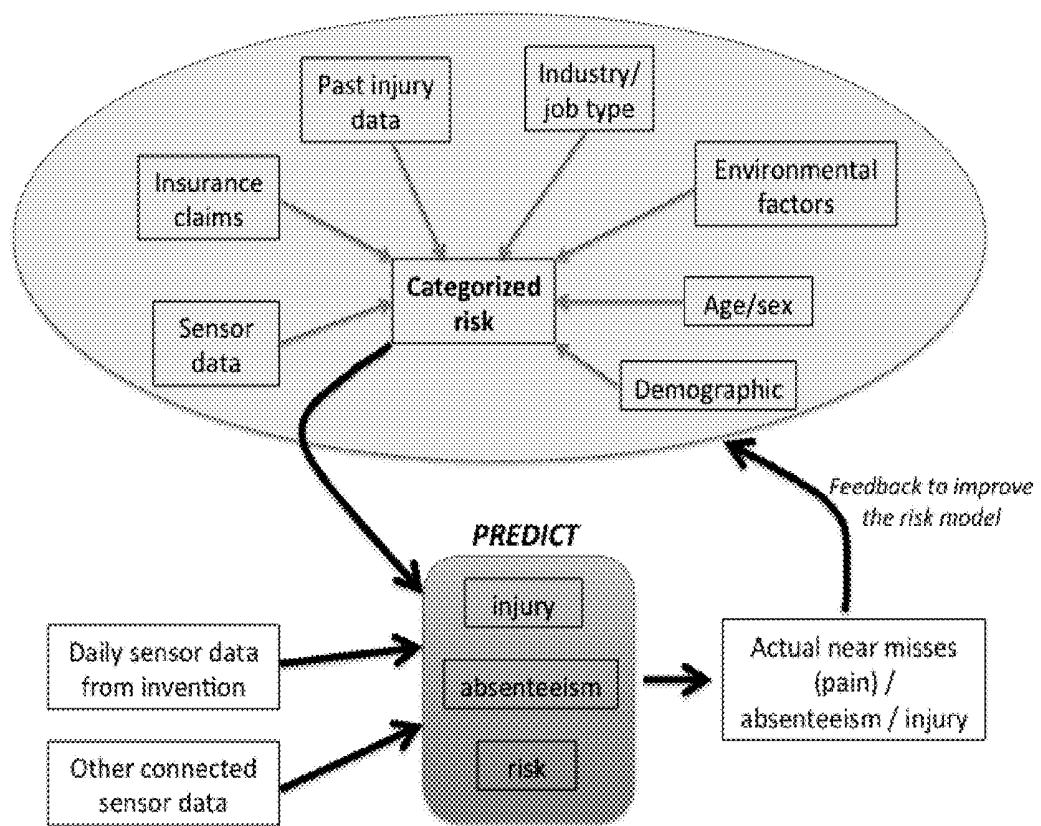 Past injury
data
Industry/
job type
Insurance
claims
Environmental
factors
Categorized
risk
Sensor
data
Age/sex
Demographic
Feedback to improve
the risk model
PREDICT
injury
absenteeism
risk
Daily sensor data
from invention
Other connected
sensor data
Actual near misses
(pain) /
absenteeism / injury